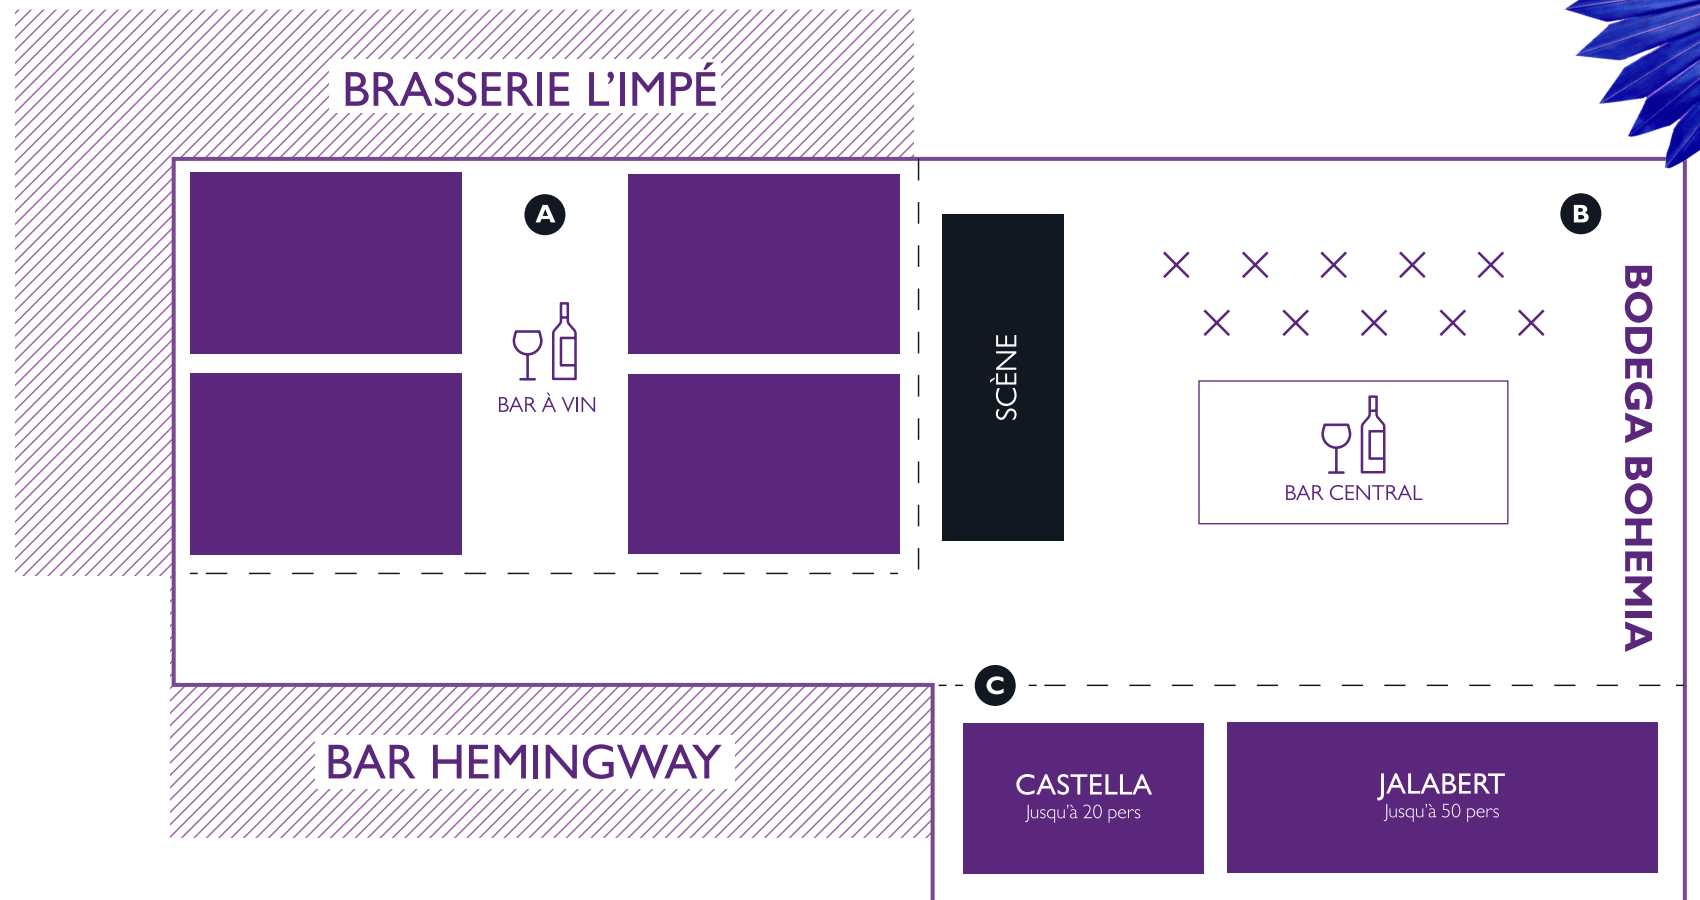 BRASSERIE L'IMPÉ
A
BAR À VIN
SCÈNE
B
BODEGA BOHEMIA
BAR CENTRAL
C
BAR HEMINGWAY
CASTELLA
Jusqu'à 20 pers
JALABERT
Jusqu'à 50 pers